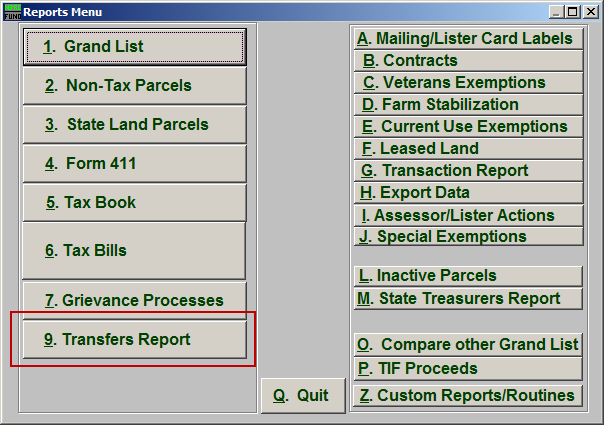 Reports Menu
1. Grand List
2. Non-Tax Parcels
3. State Land Parcels
4. Form 411
5. Tax Book
6. Tax Bills
7. Grievance Processes
9. Transfers Report
Q. Quit
A. Mailing/Lister Card Labels
B. Contracts
C. Veterans Exemptions
D. Farm Stabilization
E. Current Use Exemptions
F. Leased Land
G. Transaction Report
H. Export Data
I. Assessor/Lister Actions
J. Special Exemptions
L. Inactive Parcels
M. State Treasurers Report
O. Compare other Grand List
P. TIF Proceeds
Z. Custom Reports/Routines